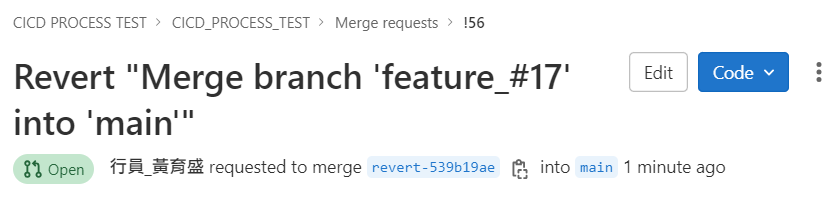 CICD PROCESS TEST > CICD_PROCESS_TEST > Merge requests > !56
Revert "Merge branch 'feature_#17' into 'main'"
Edit
Code
Open 行員_黃育盛 requested to merge revert-539b19ae into main 1 minute ago